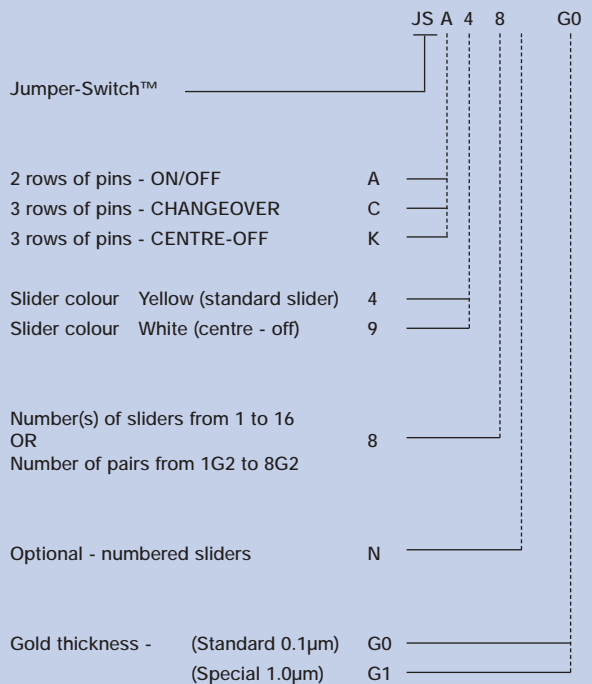 JS A 4 8 G0
Jumper-Switch™
2 rows of pins - ON/OFF A
3 rows of pins - CHANGEOVER C
3 rows of pins - CENTRE-OFF K
Slider colour Yellow (standard slider) 4
Slider colour White (centre - off) 9
Number(s) of sliders from 1 to 16
OR 8
Number of pairs from 1G2 to 8G2
Optional - numbered sliders N
Gold thickness - (Standard 0.1µm) G0
(Special 1.0µm) G1